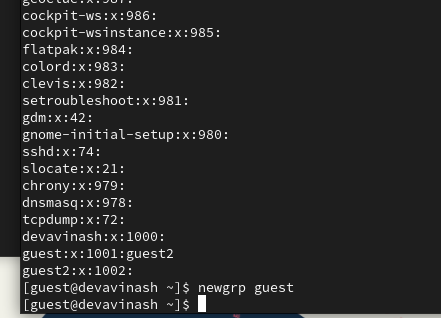 geoclue:x:987:
cockpit-ws:x:986:
cockpit-wsinstance:x:985:
flatpak:x:984:
colord:x:983:
clevis:x:982:
setroubleshoot:x:981:
gdm:x:42:
gnome-initial-setup:x:980:
sshd:x:74:
slocate:x:21:
chrony:x:979:
dnsmasq:x:978:
tcpdump:x:72:
devavinash:x:1000:
guest:x:1001:guest2
guest2:x:1002:
[guest@devavinash ~]$ newgrp guest
[guest@devavinash ~]$